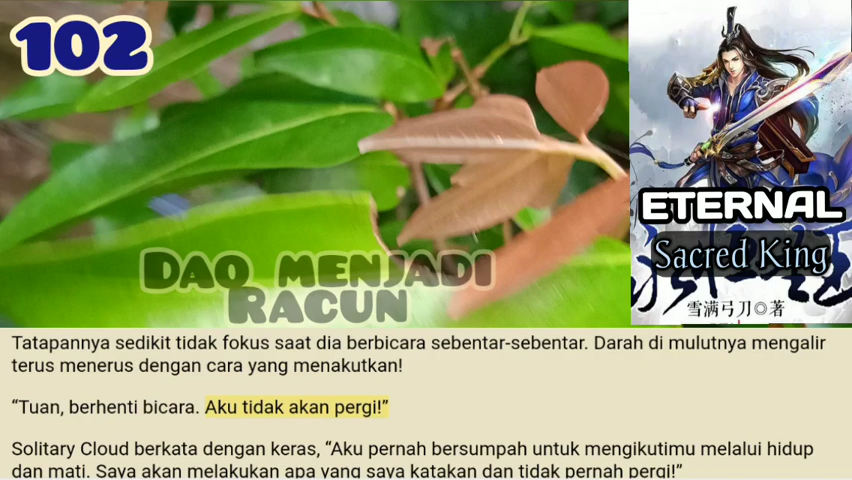 102
ETERNAL
Sacred King
雪满弓刀◎著
DAO MENJADI
RACUN
Tatapannya sedikit tidak fokus saat dia berbicara sebentar-sebentar. Darah di mulutnya mengalir
terus menerus dengan cara yang menakutkan!
“Tuan, berhenti bicara. Aku tidak akan pergi!”
Solitary Cloud berkata dengan keras, “Aku pernah bersumpah untuk mengikutimu melalui hidup
dan mati. Saya akan melakukan apa yang saya katakan dan tidak pernah pergi!”